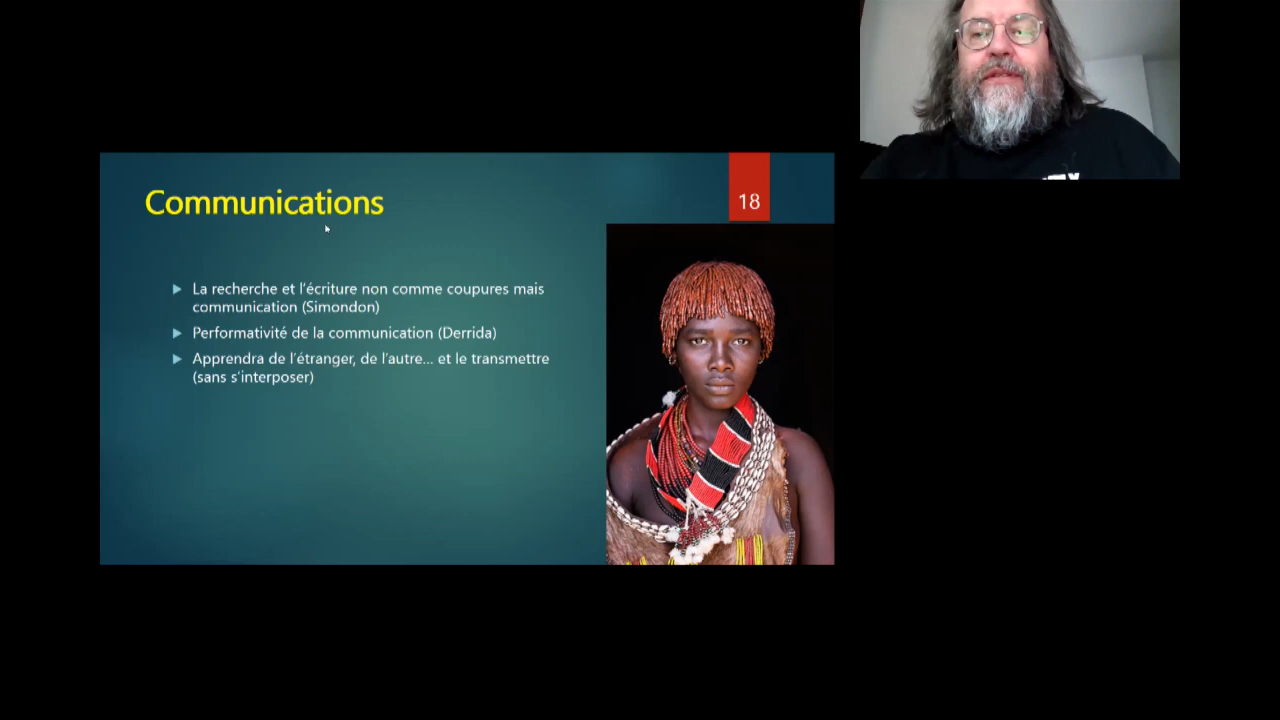 Communications
18
La recherche et l'écriture non comme coupures mais
communication (Simondon)
Performativité de la communication (Derrida)
Apprendra de l'étranger, de l'autre... et le transmettre
(sans s'interposer)